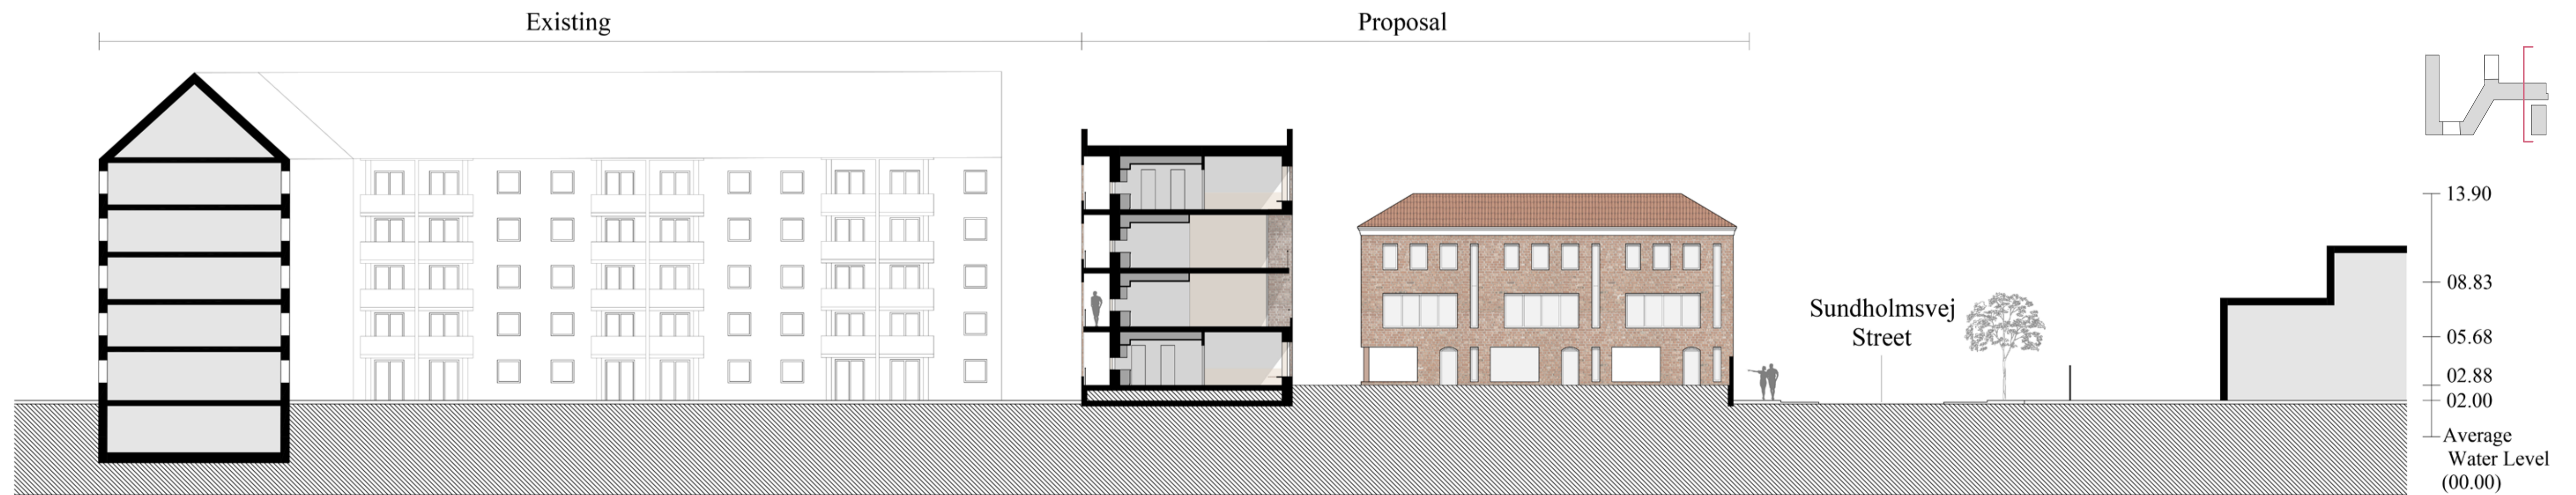 Existing
Proposal
Sundholmsvej
Street
13.90
08.83
05.68
02.88
02.00
Average
Water Level
(00.00)